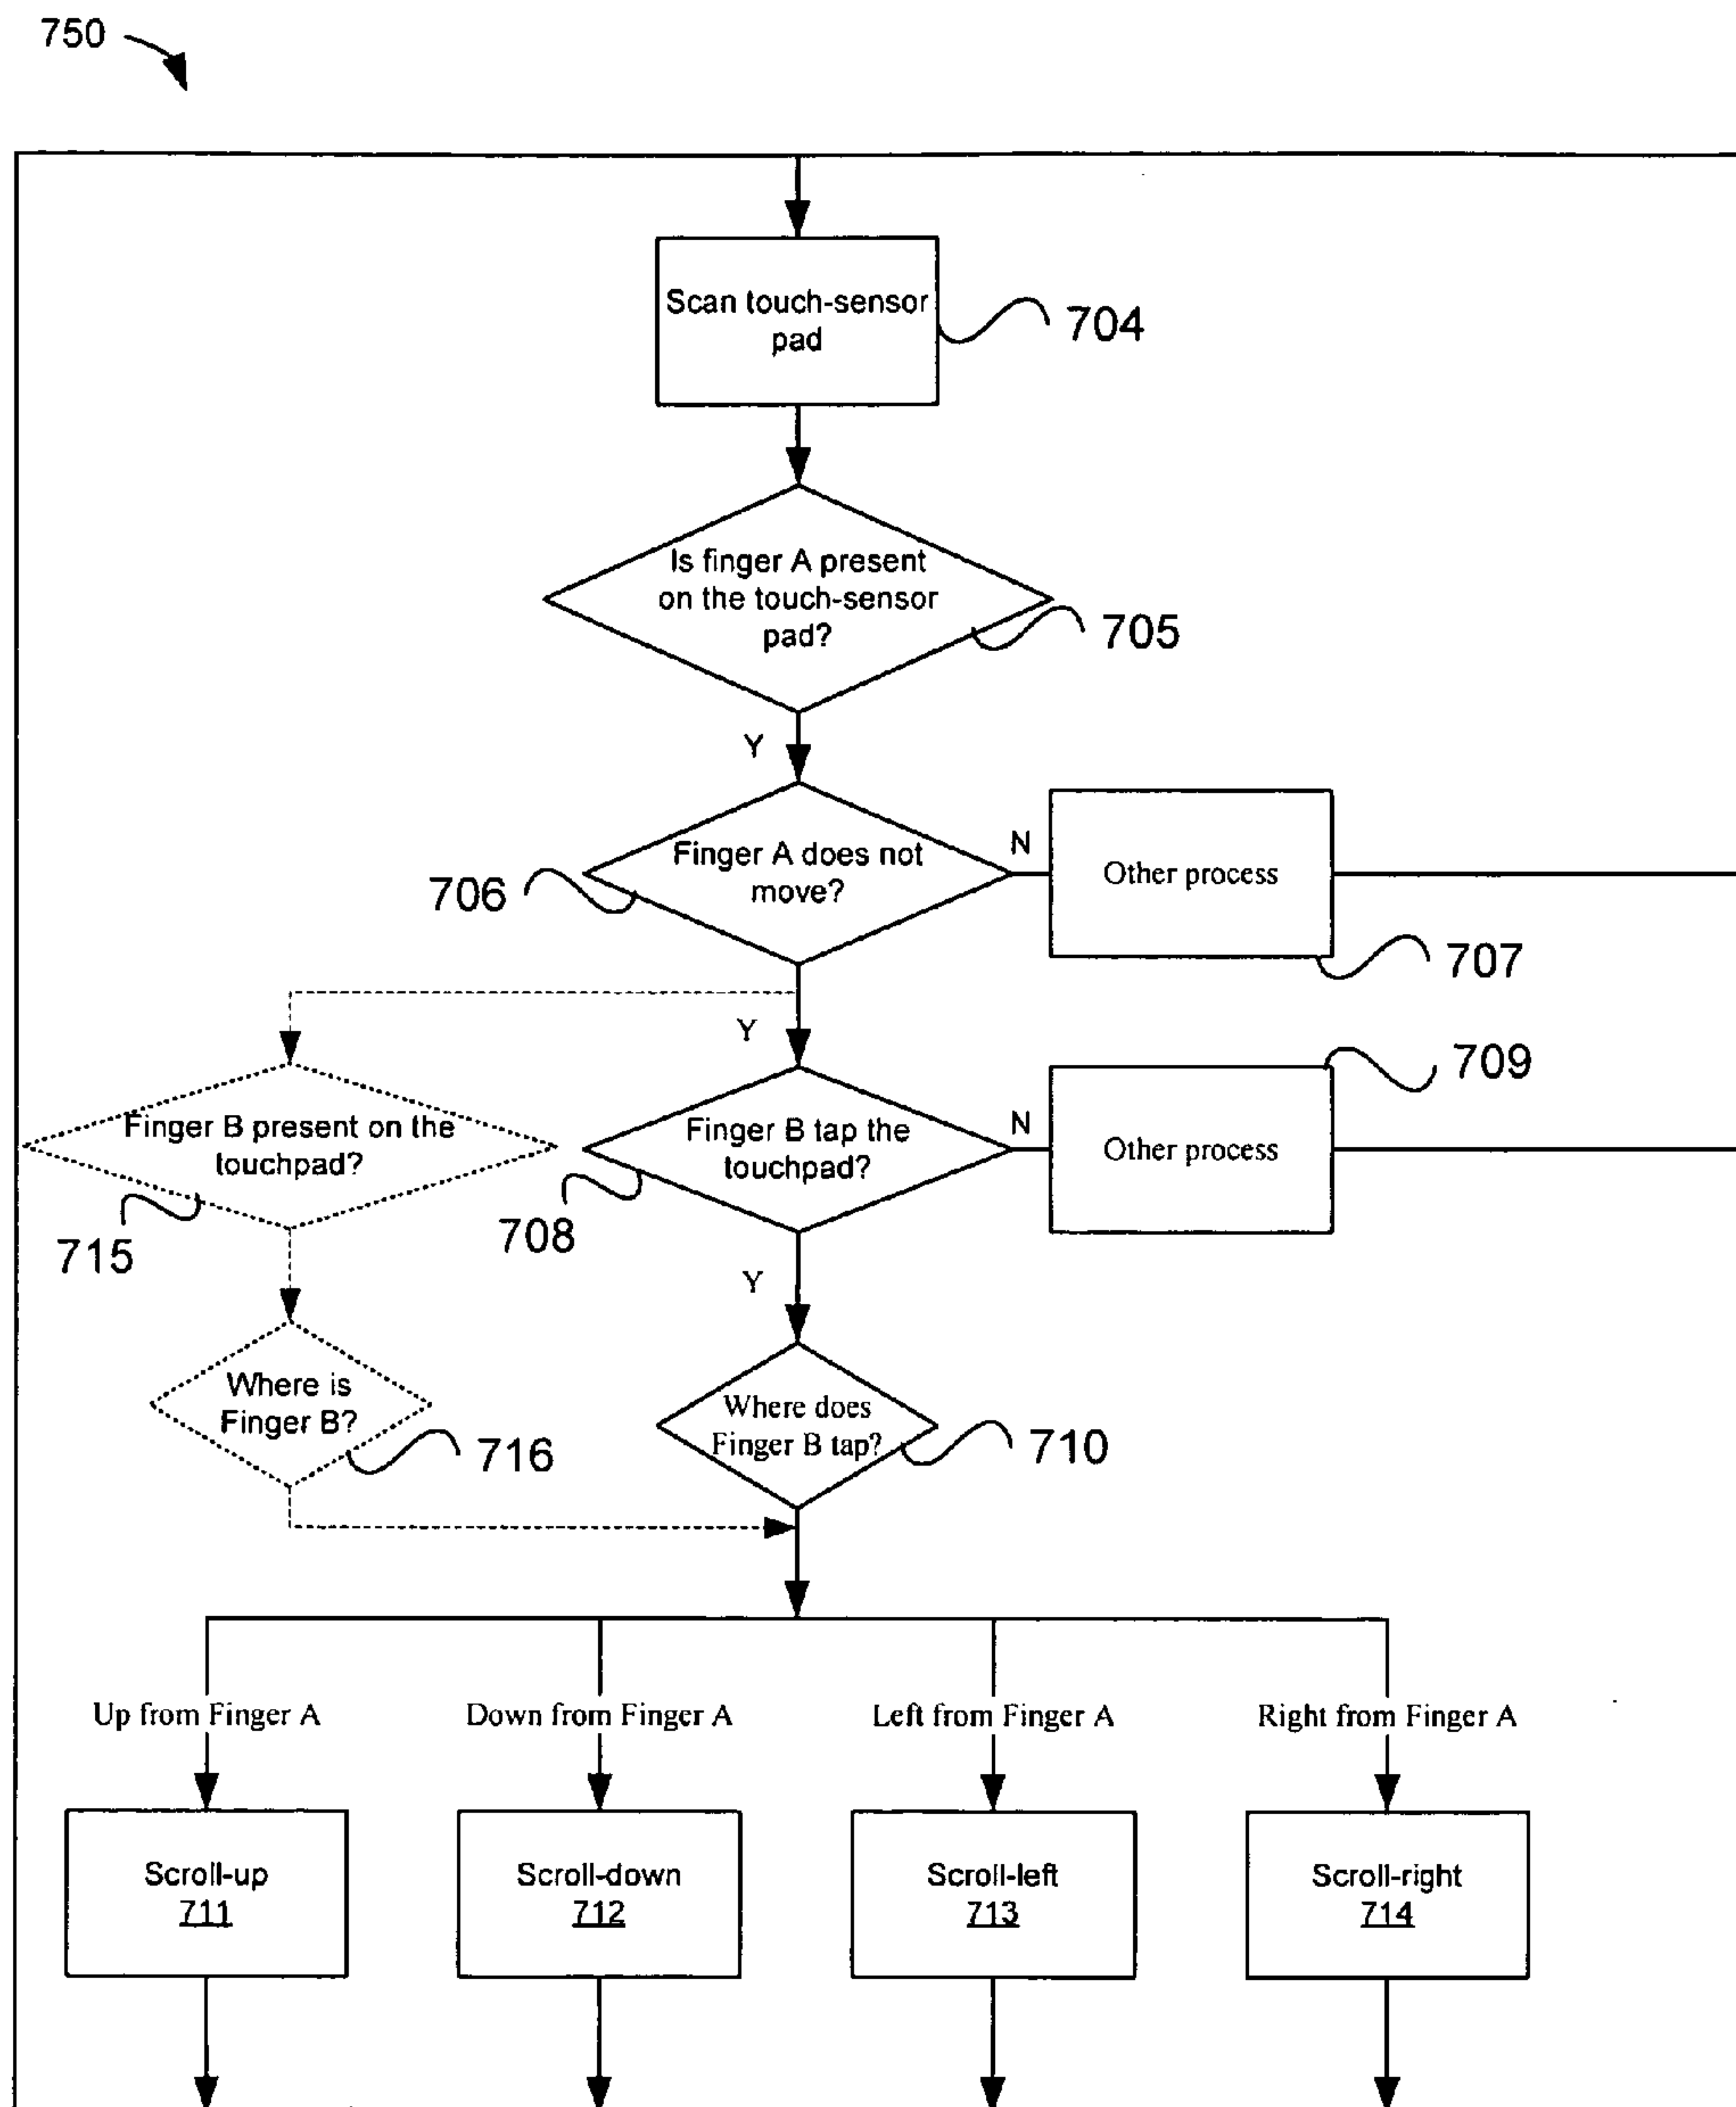 750
Scan touch-sensor
pad
704
Is finger A present
on the touch-sensor
pad?
705
Y
Finger A does not
move?
706
N
Other process
707
Y
Finger B present on the
touchpad?
715
Finger B tap the
touchpad?
708
N
Other process
709
Y
Where is
Finger B?
716
Where does
Finger B tap?
710
Up from Finger A
Down from Finger A
Left from Finger A
Right from Finger A
Scroll-up
711
Scroll-down
712
Scroll-left
713
Scroll-right
714